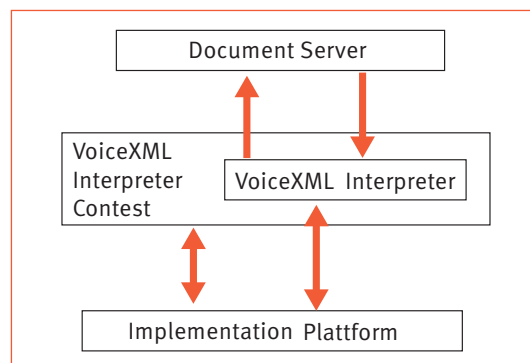 Document Server
VoiceXML
Interpreter
Contest
VoiceXML Interpreter
Implementation Plattform